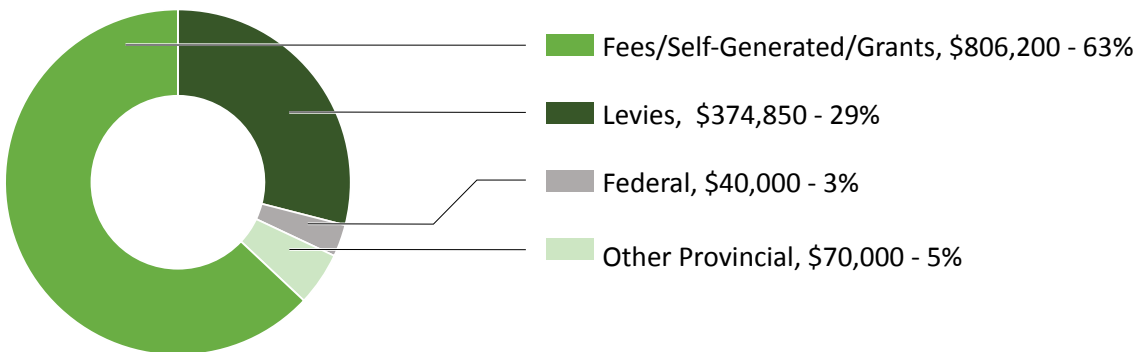 Fees/Self-Generated/Grants, $806,200 - 63%
Levies, $374,850 - 29%
Federal, $40,000 - 3%
Other Provincial, $70,000 - 5%